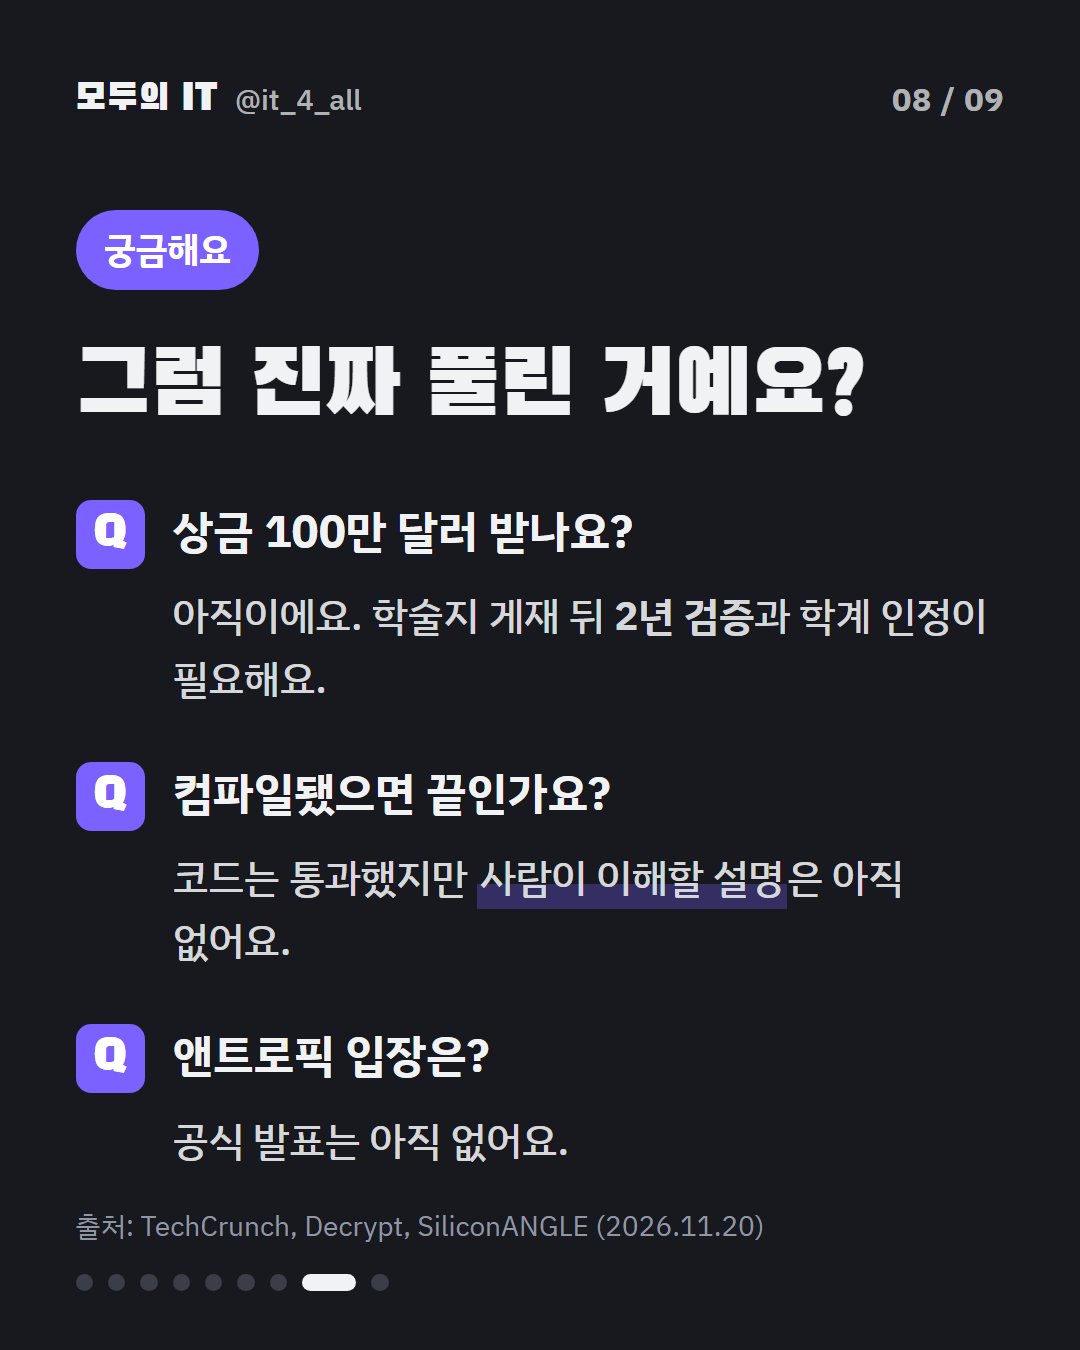 모두의 IT @it_4_all 08 / 09
궁금해요
그럼 진짜 풀린 거예요?
Q 상금 100만 달러 받나요?
아직이에요. 학술지 게재 뒤 2년 검증과 학계 인정이
필요해요.
Q 컴파일됐으면 끝인가요?
코드는 통과했지만 사람이 이해할 설명은 아직
없어요.
Q 앤트로픽 입장은?
공식 발표는 아직 없어요.
출처: TechCrunch, Decrypt, SiliconANGLE (2026.11.20)